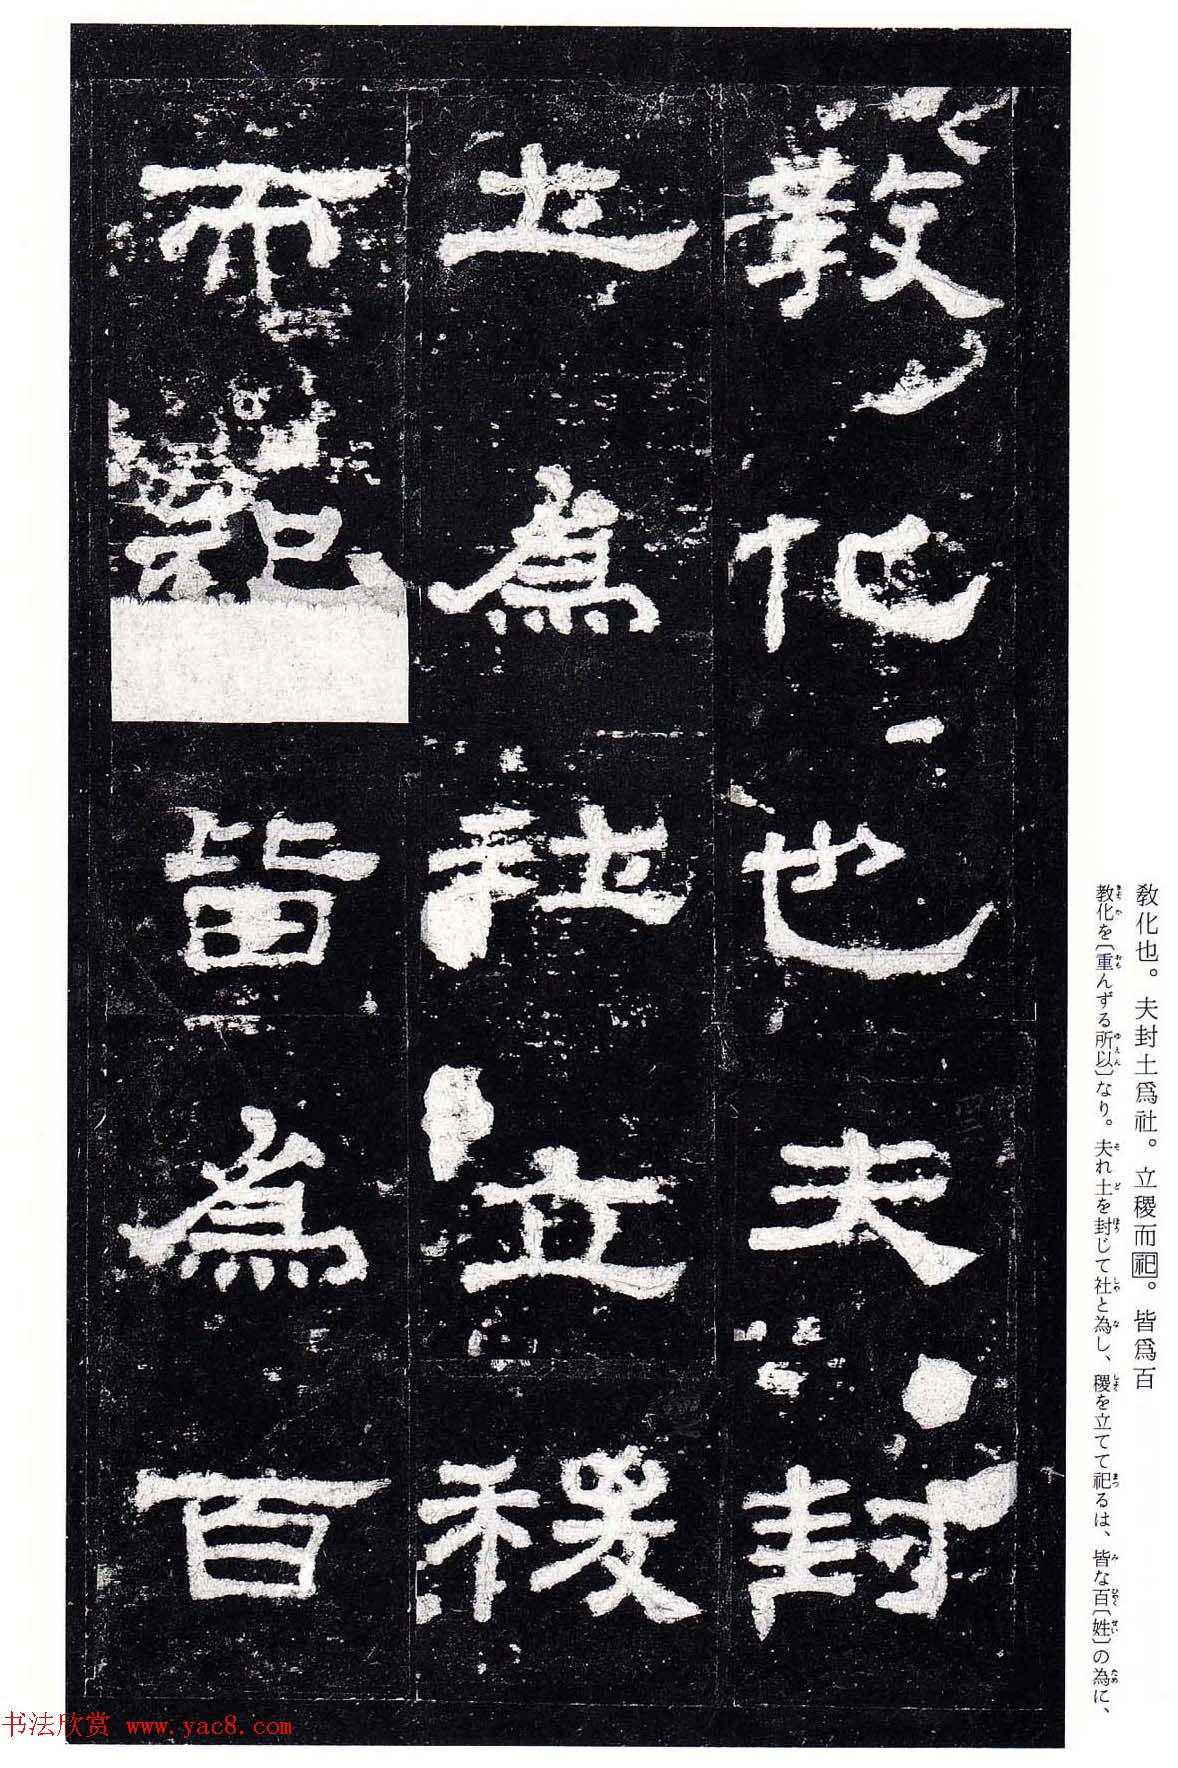 敎化也。夫封土爲社。立稷而祀。皆爲百
教化を〔重んずる所以〕なり。夫れ土を封じて社と為し、稷を立てて祀るは、皆な百〔姓〕の為に、
敎化也夫封
土爲社立稷
而祀皆爲百
书法欣赏 www.yac8.com